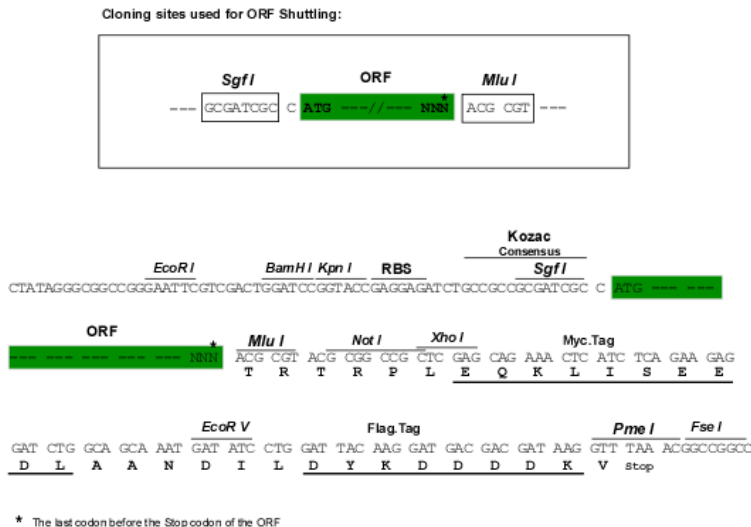 Cloning sites used for ORF Shuttling:
Sgf I ORF Mlu I
*
--- GCGATCGC C ATG ---//--- NNN ACG CGT ---
Kozac
Consensus
EcoR I BamH I Kpn I RBS Sgf I
CTATAGGGCGGCCGGGAATTCGTCGACTGGATCCGGTACCGAGGAGATCTGCCGCCGCGATCGC C ATG --- ---
ORF
* Mlu I Not I Xho I Myc.Tag
--- --- --- --- --- NNN ACG CGT ACG CGG CCG CTC GAG CAG AAA CTC ATC TCA GAA GAG
T R T R P L E Q K L I S E E
EcoR V Flag.Tag Pme I Fse I
GAT CTG GCA GCA AAT GAT ATC CTG GAT TAC AAG GAT GAC GAC GAT AAG GTT TAA ACGGCCGGCC
D L A A N D I L D Y K D D D D K V Stop
* The last codon before the Stop codon of the ORF